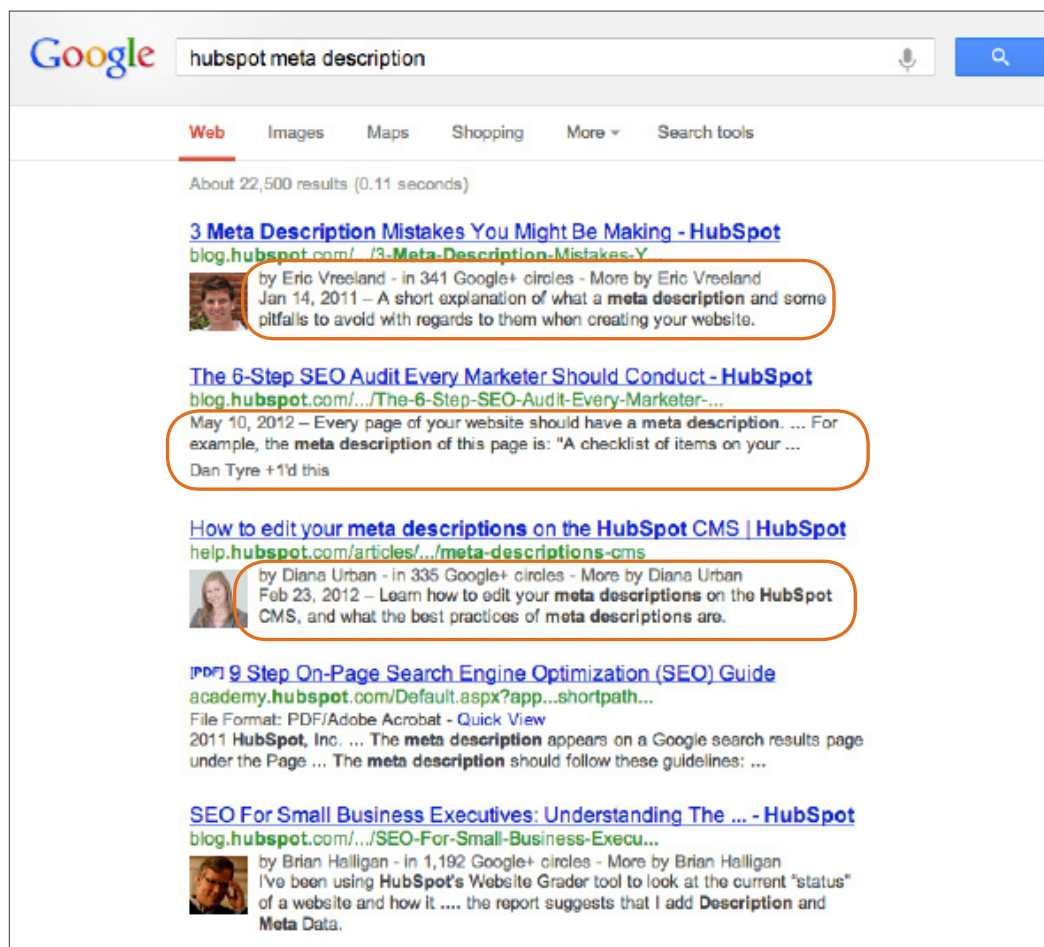 Google
hubspot meta description
Web Images Maps Shopping More Search tools
About 22,500 results (0.11 seconds)
3 Meta Description Mistakes You Might Be Making - HubSpot
blog.hubspot.com/.../3-Meta-Description-Mistakes-Y...
by Eric Vreeland - in 341 Google+ circles - More by Eric Vreeland
Jan 14, 2011 – A short explanation of what a meta description and some
pitfalls to avoid with regards to them when creating your website.
The 6-Step SEO Audit Every Marketer Should Conduct - HubSpot
blog.hubspot.com/.../The-6-Step-SEO-Audit-Every-Marketer-...
May 10, 2012 – Every page of your website should have a meta description. ... For
example, the meta description of this page is: "A checklist of items on your ...
Dan Tyre +1'd this
How to edit your meta descriptions on the HubSpot CMS | HubSpot
help.hubspot.com/articles/.../meta-descriptions-cms
by Diana Urban - in 335 Google+ circles - More by Diana Urban
Feb 23, 2012 – Learn how to edit your meta descriptions on the HubSpot
CMS, and what the best practices of meta descriptions are.
[PDF] 9 Step On-Page Search Engine Optimization (SEO) Guide
academy.hubspot.com/Default.aspx?app...shortpath...
File Format: PDF/Adobe Acrobat - Quick View
2011 HubSpot, Inc. ... The meta description appears on a Google search results page
under the Page ... The meta description should follow these guidelines: ...
SEO For Small Business Executives: Understanding The ... - HubSpot
blog.hubspot.com/.../SEO-For-Small-Business-Execu...
by Brian Halligan - in 1,192 Google+ circles - More by Brian Halligan
I've been using HubSpot's Website Grader tool to look at the current "status"
of a website and how it .... the report suggests that I add Description and
Meta Data.